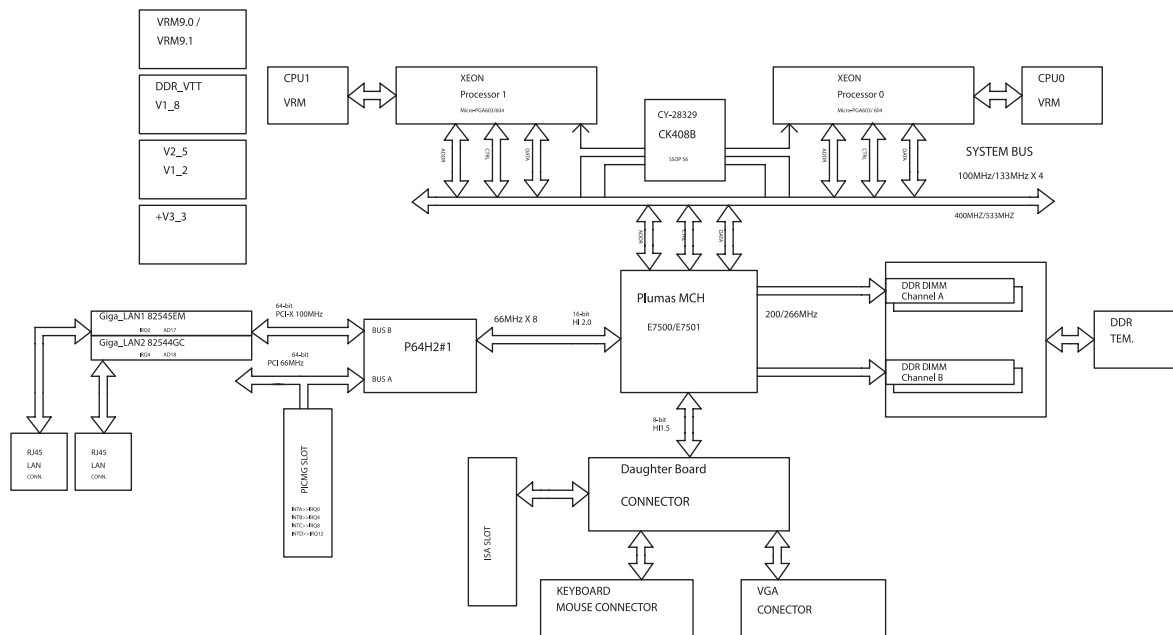 VRM9.0 /
VRM9.1
DDR_VTT
V1_8
V2_5
V1_2
+V3_3
CPU1
VRM
XEON
Processor 1
Micro-PGA603/604
CY-28329
CK408B
SSOP 56
XEON
Processor 0
Micro-PGA603/ 604
CPU0
VRM
ADDR
CTRL
DATA
ADDR
CTRL
DATA
SYSTEM BUS
100MHz/133MHz X 4
400MHZ/533MHZ
ADDR
CTRL
DATA
Plumas MCH
E7500/E7501
200/266MHz
DDR DIMM
Channel A
DDR DIMM
Channel B
DDR
TEM.
Giga_LAN1 82545EM
IRQ0 AD17
Giga_LAN2 82544GC
IRQ4 AD18
64-bit
PCI-X 100MHz
64-bit
PCI 66MHz
BUS B
P64H2#1
BUS A
66MHz X 8
16-bit
HI 2.0
8-bit
HI1.5
RJ45
LAN
CONN.
RJ45
LAN
CONN.
PICMG SLOT
INTA>>IRQ0
INTB>>IRQ4
INTC>>IRQ8
INTD>>IRQ12
ISA SLOT
Daughter Board
CONNECTOR
KEYBOARD
MOUSE CONNECTOR
VGA
CONECTOR